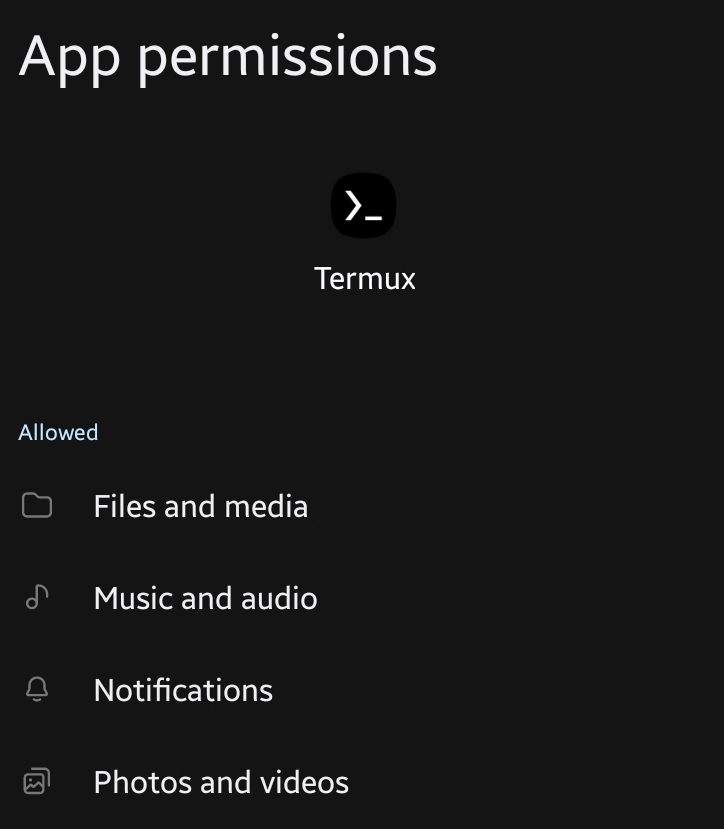 App permissions
Termux
Allowed
Files and media
Music and audio
Notifications
Photos and videos